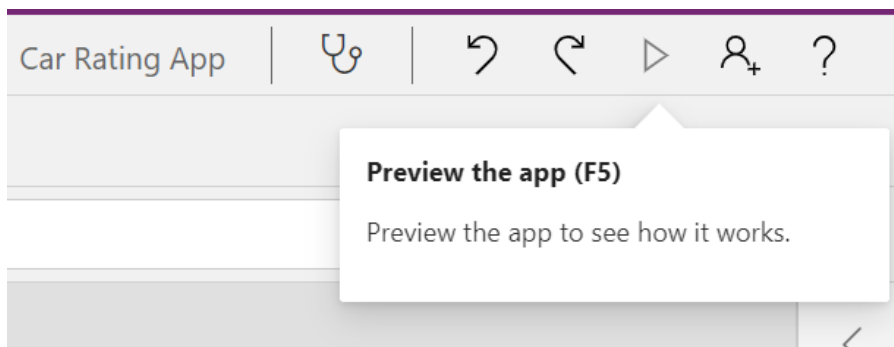 Car Rating App
Preview the app (F5)
Preview the app to see how it works.